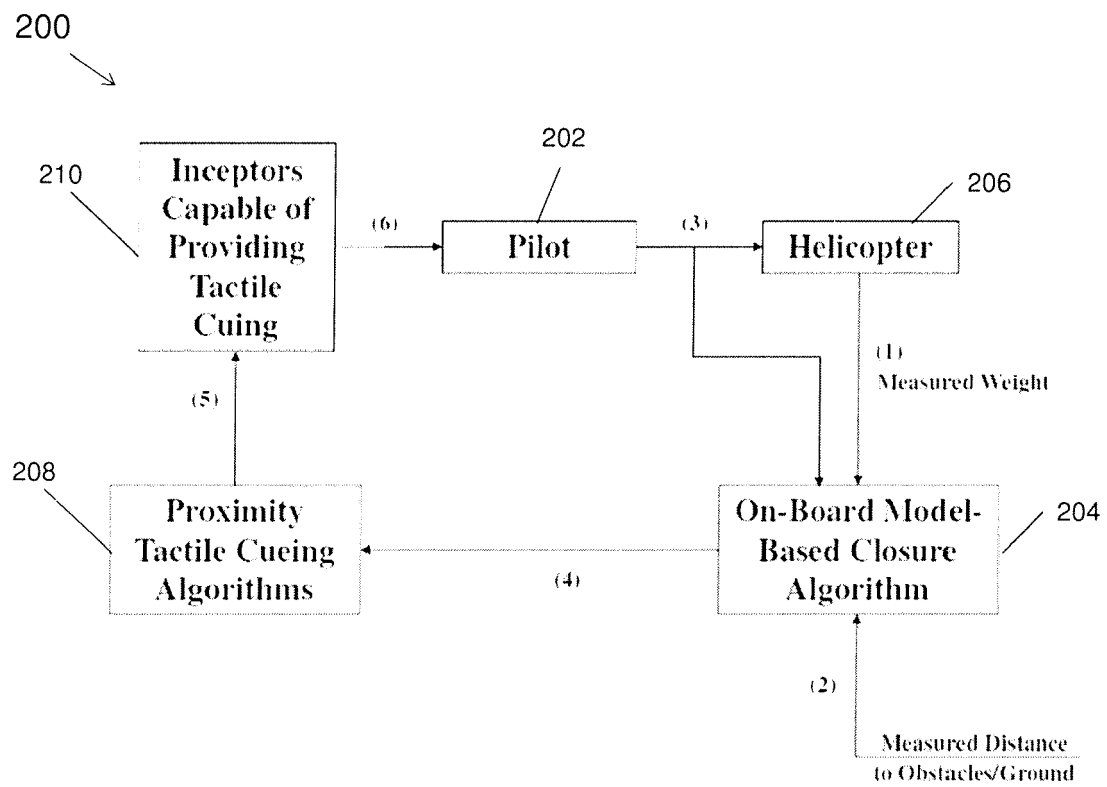 200
202
210
206
Inceptors
Capable of
Providing
Tactile
Cuing
(6)
Pilot
(3)
Helicopter
(1)
Measured Weight
(5)
208
Proximity
Tactile Cueing
Algorithms
(4)
On-Board Model-
Based Closure
Algorithm
204
(2)
Measured Distance
to Obstacles/Ground